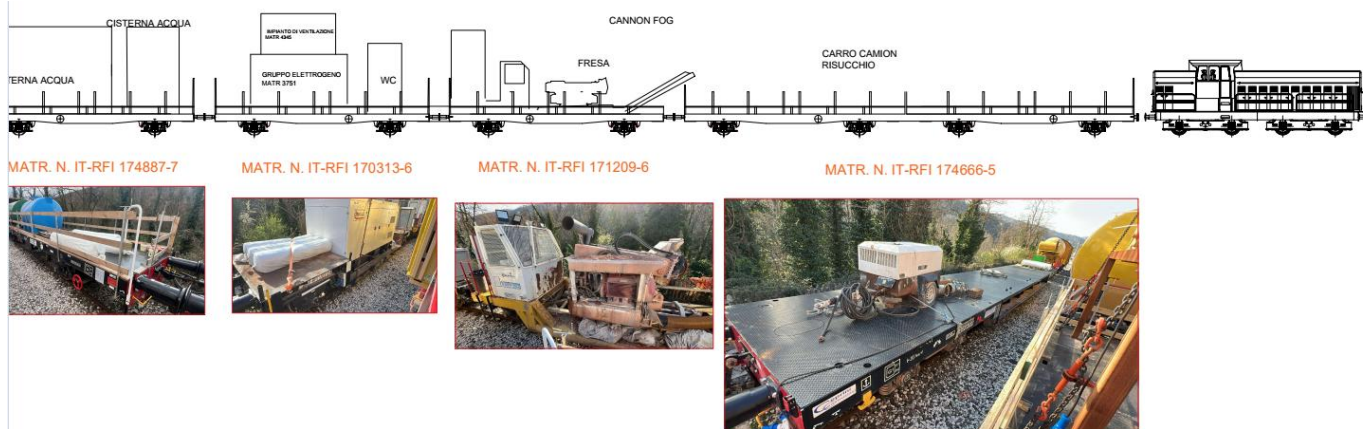 CISTERNA ACQUA
TERNA ACQUA
IMPIANTO DI VENTILAZIONE
MATR 4345
GRUPPO ELETTROGENO
MATR 3751
WC
CANNON FOG
FRESA
CARRO CAMION
RISUCCHIO
MATR. N. IT-RFI 174887-7
MATR. N. IT-RFI 170313-6
MATR. N. IT-RFI 171209-6
MATR. N. IT-RFI 174666-5